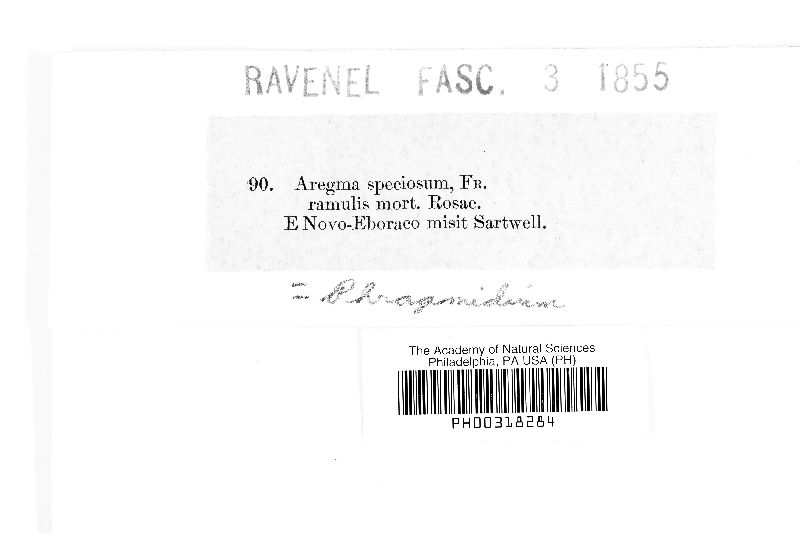 RAVENEL FASC. 3 1855
90. Aregma speciosum, Fr.
ramulis mort. Rosac.
E Novo-Eboraco misit Sartwell.
= Phragmidium
The Academy of Natural Sciences
Philadelphia, PA USA (PH)
PH00318284